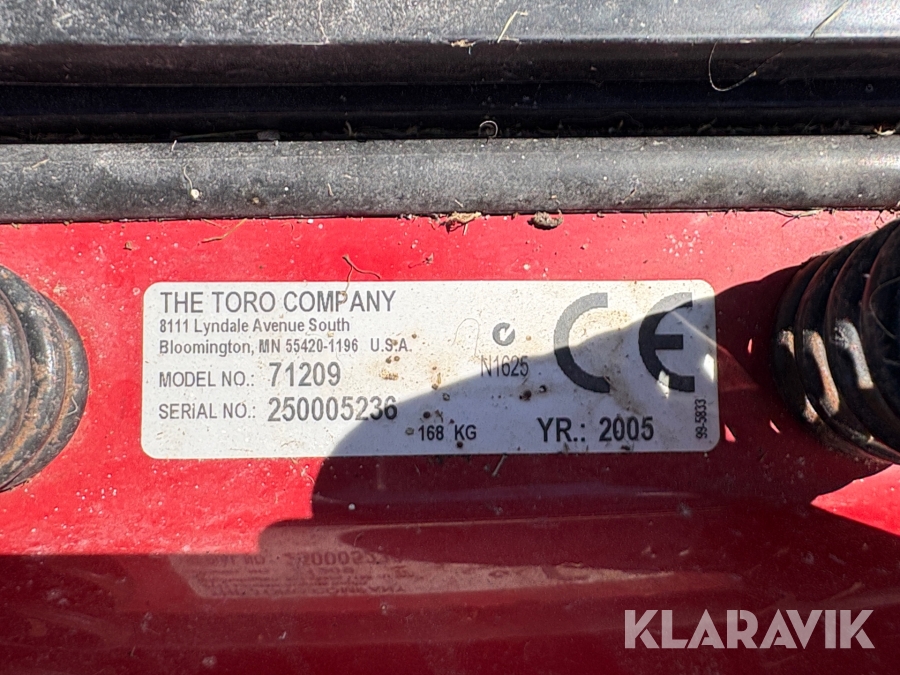 THE TORO COMPANY
8111 Lyndale Avenue South
Bloomington, MN 55420-1196 U.S.A.
MODEL NO.: 71209
SERIAL NO.: 250005236
168 KG
N1625
CE
YR.: 2005
99-5833
KLARAVIK